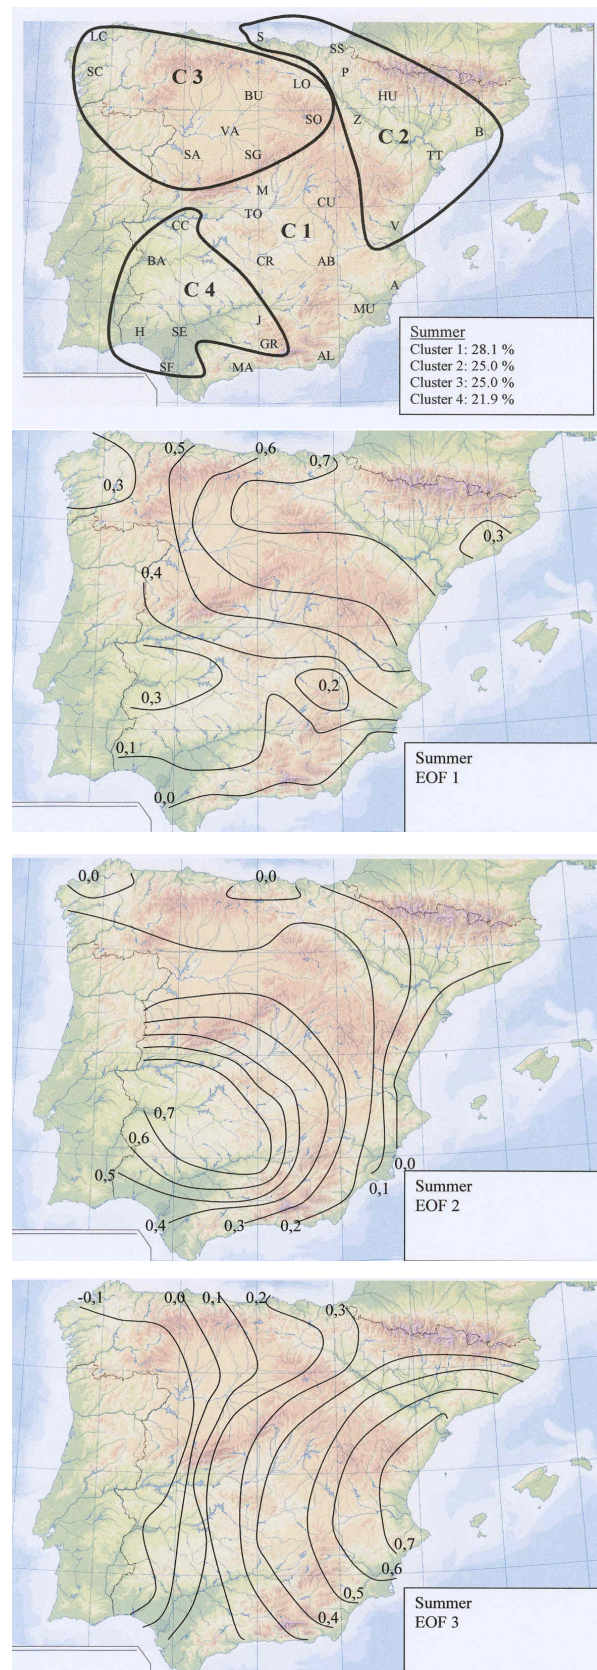 LC
S
SS
SC
C 3
P
LO
BU
HU
SO
Z
VA
C 2
B
SA
SG
TT
M
CU
TO
CC
C 1
V
BA
CR
AB
C 4
A
MU
H
SE
J
GR
SF
MA
AL
Summer
Cluster 1: 28.1 %
Cluster 2: 25.0 %
Cluster 3: 25.0 %
Cluster 4: 21.9 %
0,5
0,6
0,7
0,3
0,3
0,4
0,3
0,2
0,1
0,0
Summer
EOF 1
0,0
0,0
0,7
0,6
0,5
0,4
0,3
0,2
0,1
0,0
Summer
EOF 2
-0,1
0,0
0,1
0,2
0,3
0,7
0,6
0,5
0,4
Summer
EOF 3